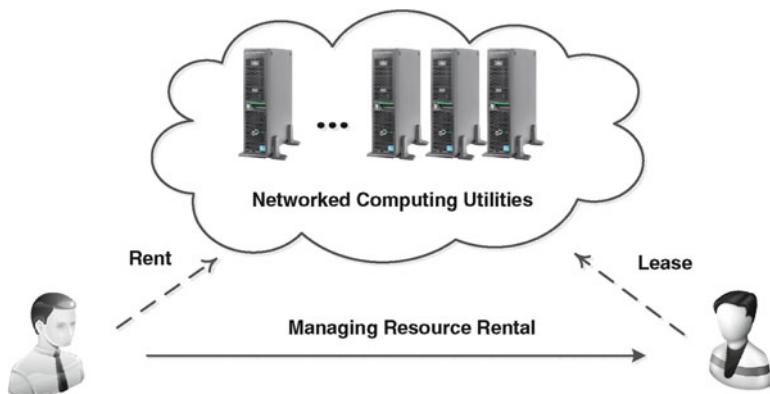 Networked Computing Utilities
Rent
Lease
Managing Resource Rental